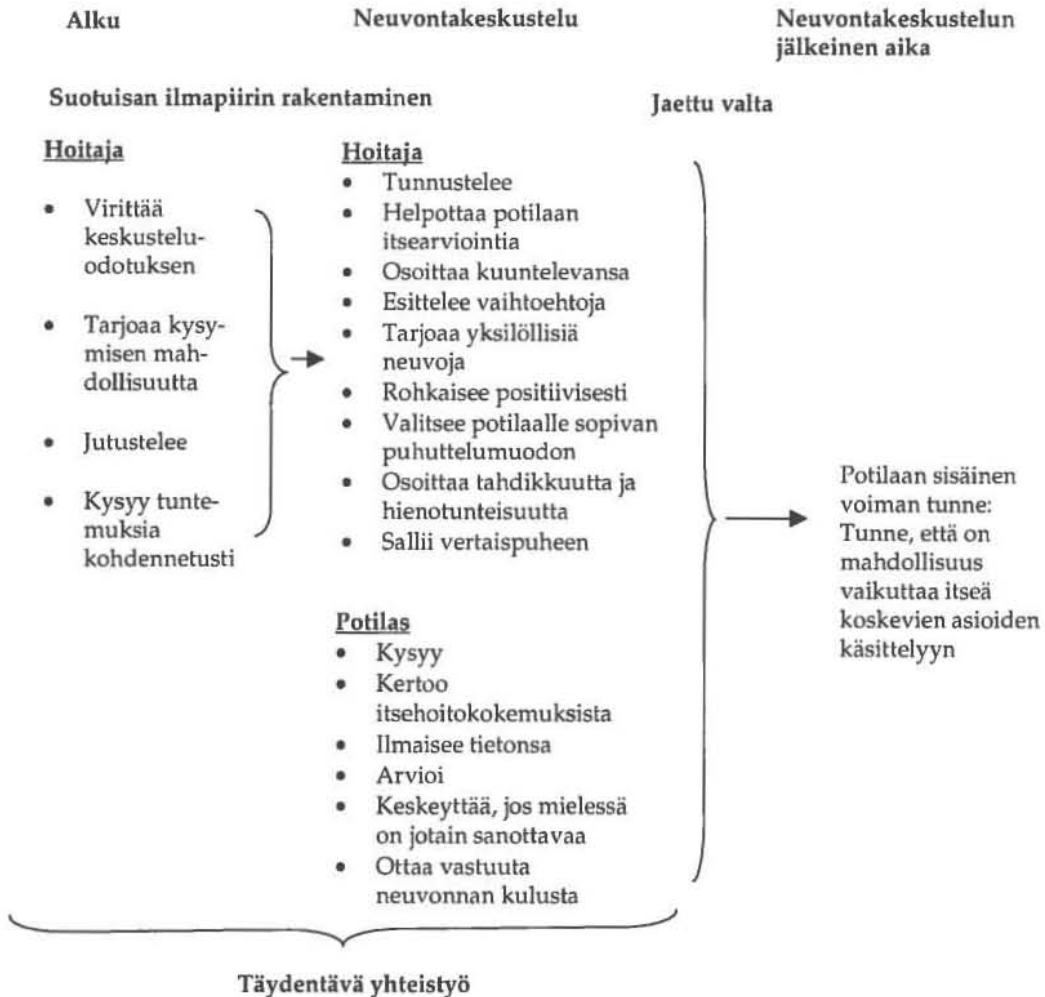 Alku
Neuvontakeskustelu
Neuvontakeskustelun
jälkeinen aika
Suotuisan ilmapiirin rakentaminen
Jaettu valta
Hoitaja
• Virittää
keskustelu-
odotuksen
• Tarjoaa kysy-
misen mah-
dollisuutta
• Jutustelee
• Kysyy tunte-
muksia
kohdennetusti
Hoitaja
• Tunnustelee
• Helpottaa potilaan
itsearviointia
• Osoittaa kuuntelevansa
• Esittelee vaihtoehtoja
• Tarjoaa yksilöllisiä
neuvoja
• Rohkaisee positiivisesti
• Valitsee potilaalle sopivan
puhuttelumuodon
• Osoittaa tahdikkuutta ja
hienotunteisuutta
• Sallii vertaispuheen
Potilas
• Kysyy
• Kertoo
itsehoitokokemuksista
• Ilmaisee tietonsa
• Arvioi
• Keskeyttää, jos mielessä
on jotain sanottavaa
• Ottaa vastuuta
neuvonnan kulusta
Potilaan sisäinen
voiman tunne:
Tunne, että on
mahdollisuus
vaikuttaa itseä
koskevien asioiden
käsittelyyn
Täydentävä yhteistyö